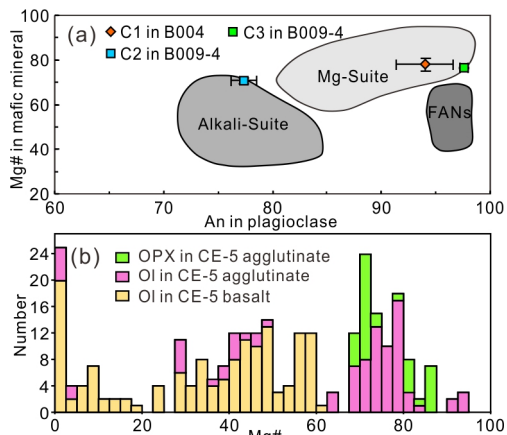 100
80
60
40
20
Mg# in mafic mineral
(a)
C1 in B004
C3 in B009-4
C2 in B009-4
Mg-Suite
Alkali-Suite
FANs
60 70 80 90 100
An in plagioclase
24
20
16
12
8
4
0
Number
(b)
OPX in CE-5 agglutinate
Ol in CE-5 agglutinate
Ol in CE-5 basalt
0 20 40 60 80 100
Mg#